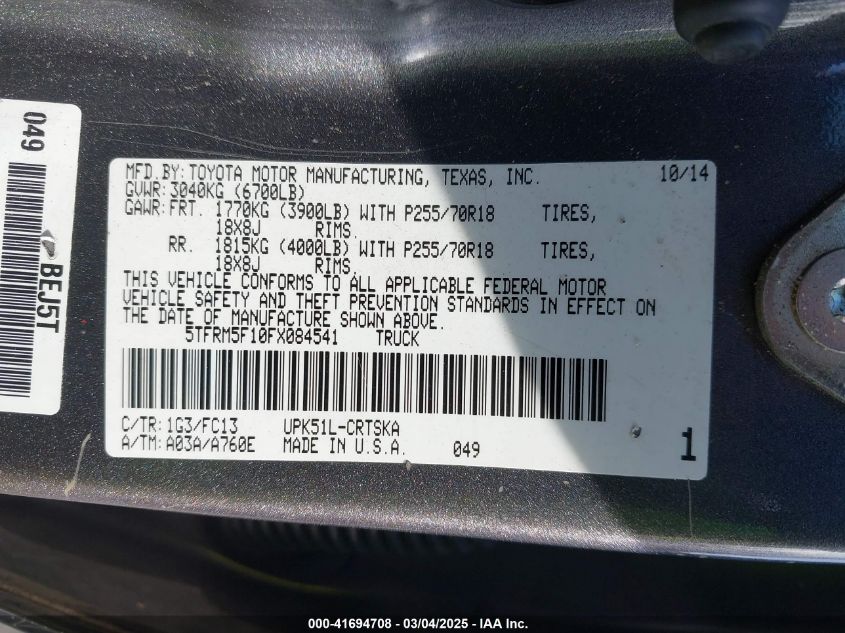 049
BEJ5T
MFD.BY:TOYOTA MOTOR MANUFACTURING, TEXAS, INC. 10/14
GVWR:3040KG (6700LB)
GAWR:FRT. 1770KG (3900LB) WITH P255/70R18 TIRES,
18X8J RIMS.
RR. 1815KG (4000LB) WITH P255/70R18 TIRES,
18X8J RIMS.
THIS VEHICLE CONFORMS TO ALL APPLICABLE FEDERAL MOTOR
VEHICLE SAFETY AND THEFT PREVENTION STANDARDS IN EFFECT ON
THE DATE OF MANUFACTURE SHOWN ABOVE.
5TFRM5F10FX084541 TRUCK
C/TR:1G3/FC13 UPK51L-CRTSKA
A/TM:A03A/A760E MADE IN U.S.A. 049 1
000-41694708 - 03/04/2025 - IAA Inc.